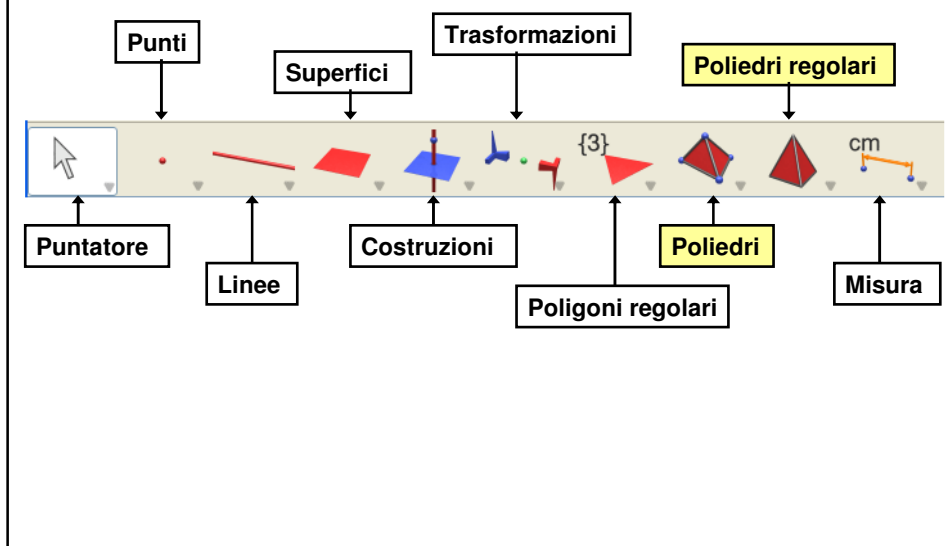 Trasformazioni
Punti
Superfici
Poliedri regolari
{3}
cm
Puntatore
Costruzioni
Poliedri
Linee
Misura
Poligoni regolari